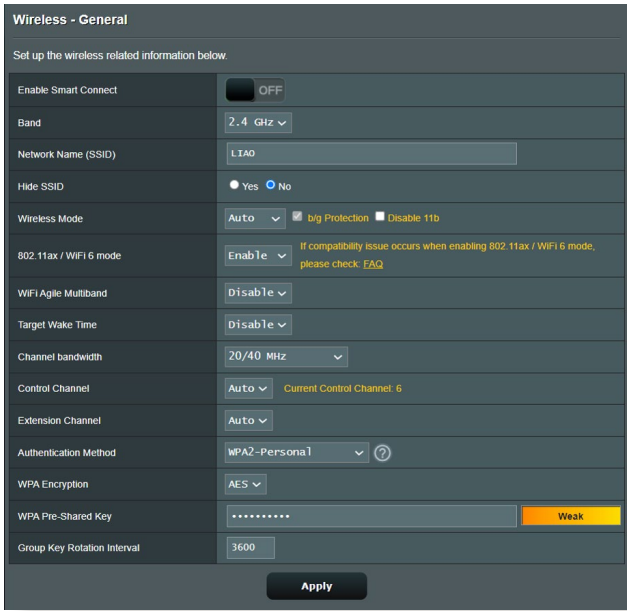 Wireless - General
Set up the wireless related information below.
Enable Smart Connect OFF
Band 2.4 GHz
Network Name (SSID) LIAO
Hide SSID Yes No
Wireless Mode Auto b/g Protection Disable 11b
802.11ax / WiFi 6 mode Enable If compatibility issue occurs when enabling 802.11ax / WiFi 6 mode,
please check: FAQ
WiFi Agile Multiband Disable
Target Wake Time Disable
Channel bandwidth 20/40 MHz
Control Channel Auto Current Control Channel: 6
Extension Channel Auto
Authentication Method WPA2-Personal ?
WPA Encryption AES
WPA Pre-Shared Key •••••••••• Weak
Group Key Rotation Interval 3600
Apply